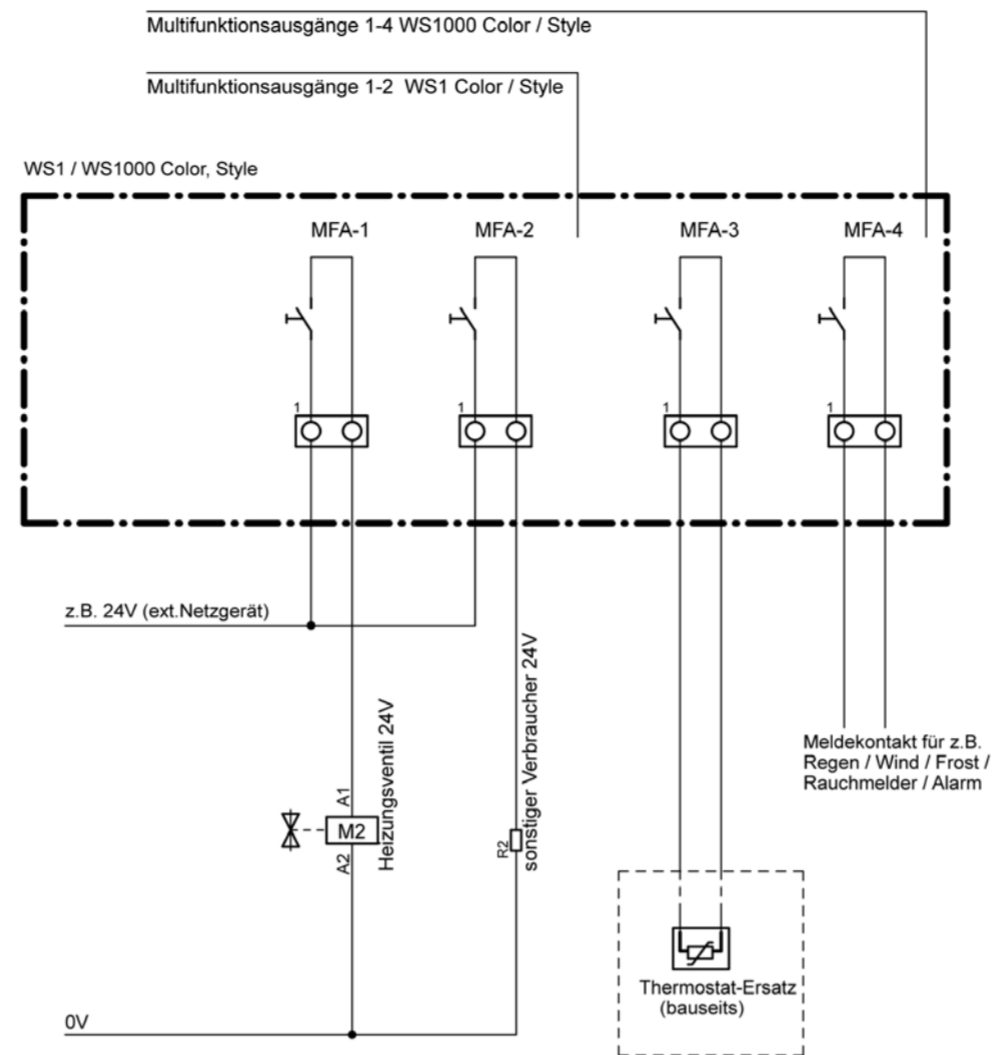 Multifunktionsausgänge 1-4 WS1000 Color / Style
Multifunktionsausgänge 1-2 WS1 Color / Style
WS1 / WS1000 Color, Style
MFA-1
MFA-2
MFA-3
MFA-4
1
1
1
1
z.B. 24V (ext.Netzgerät)
A1
M2
A2
Heizungsventil 24V
R2
sonstiger Verbraucher 24V
Meldekontakt für z.B.
Regen / Wind / Frost /
Rauchmelder / Alarm
Thermostat-Ersatz
(bauseits)
0V